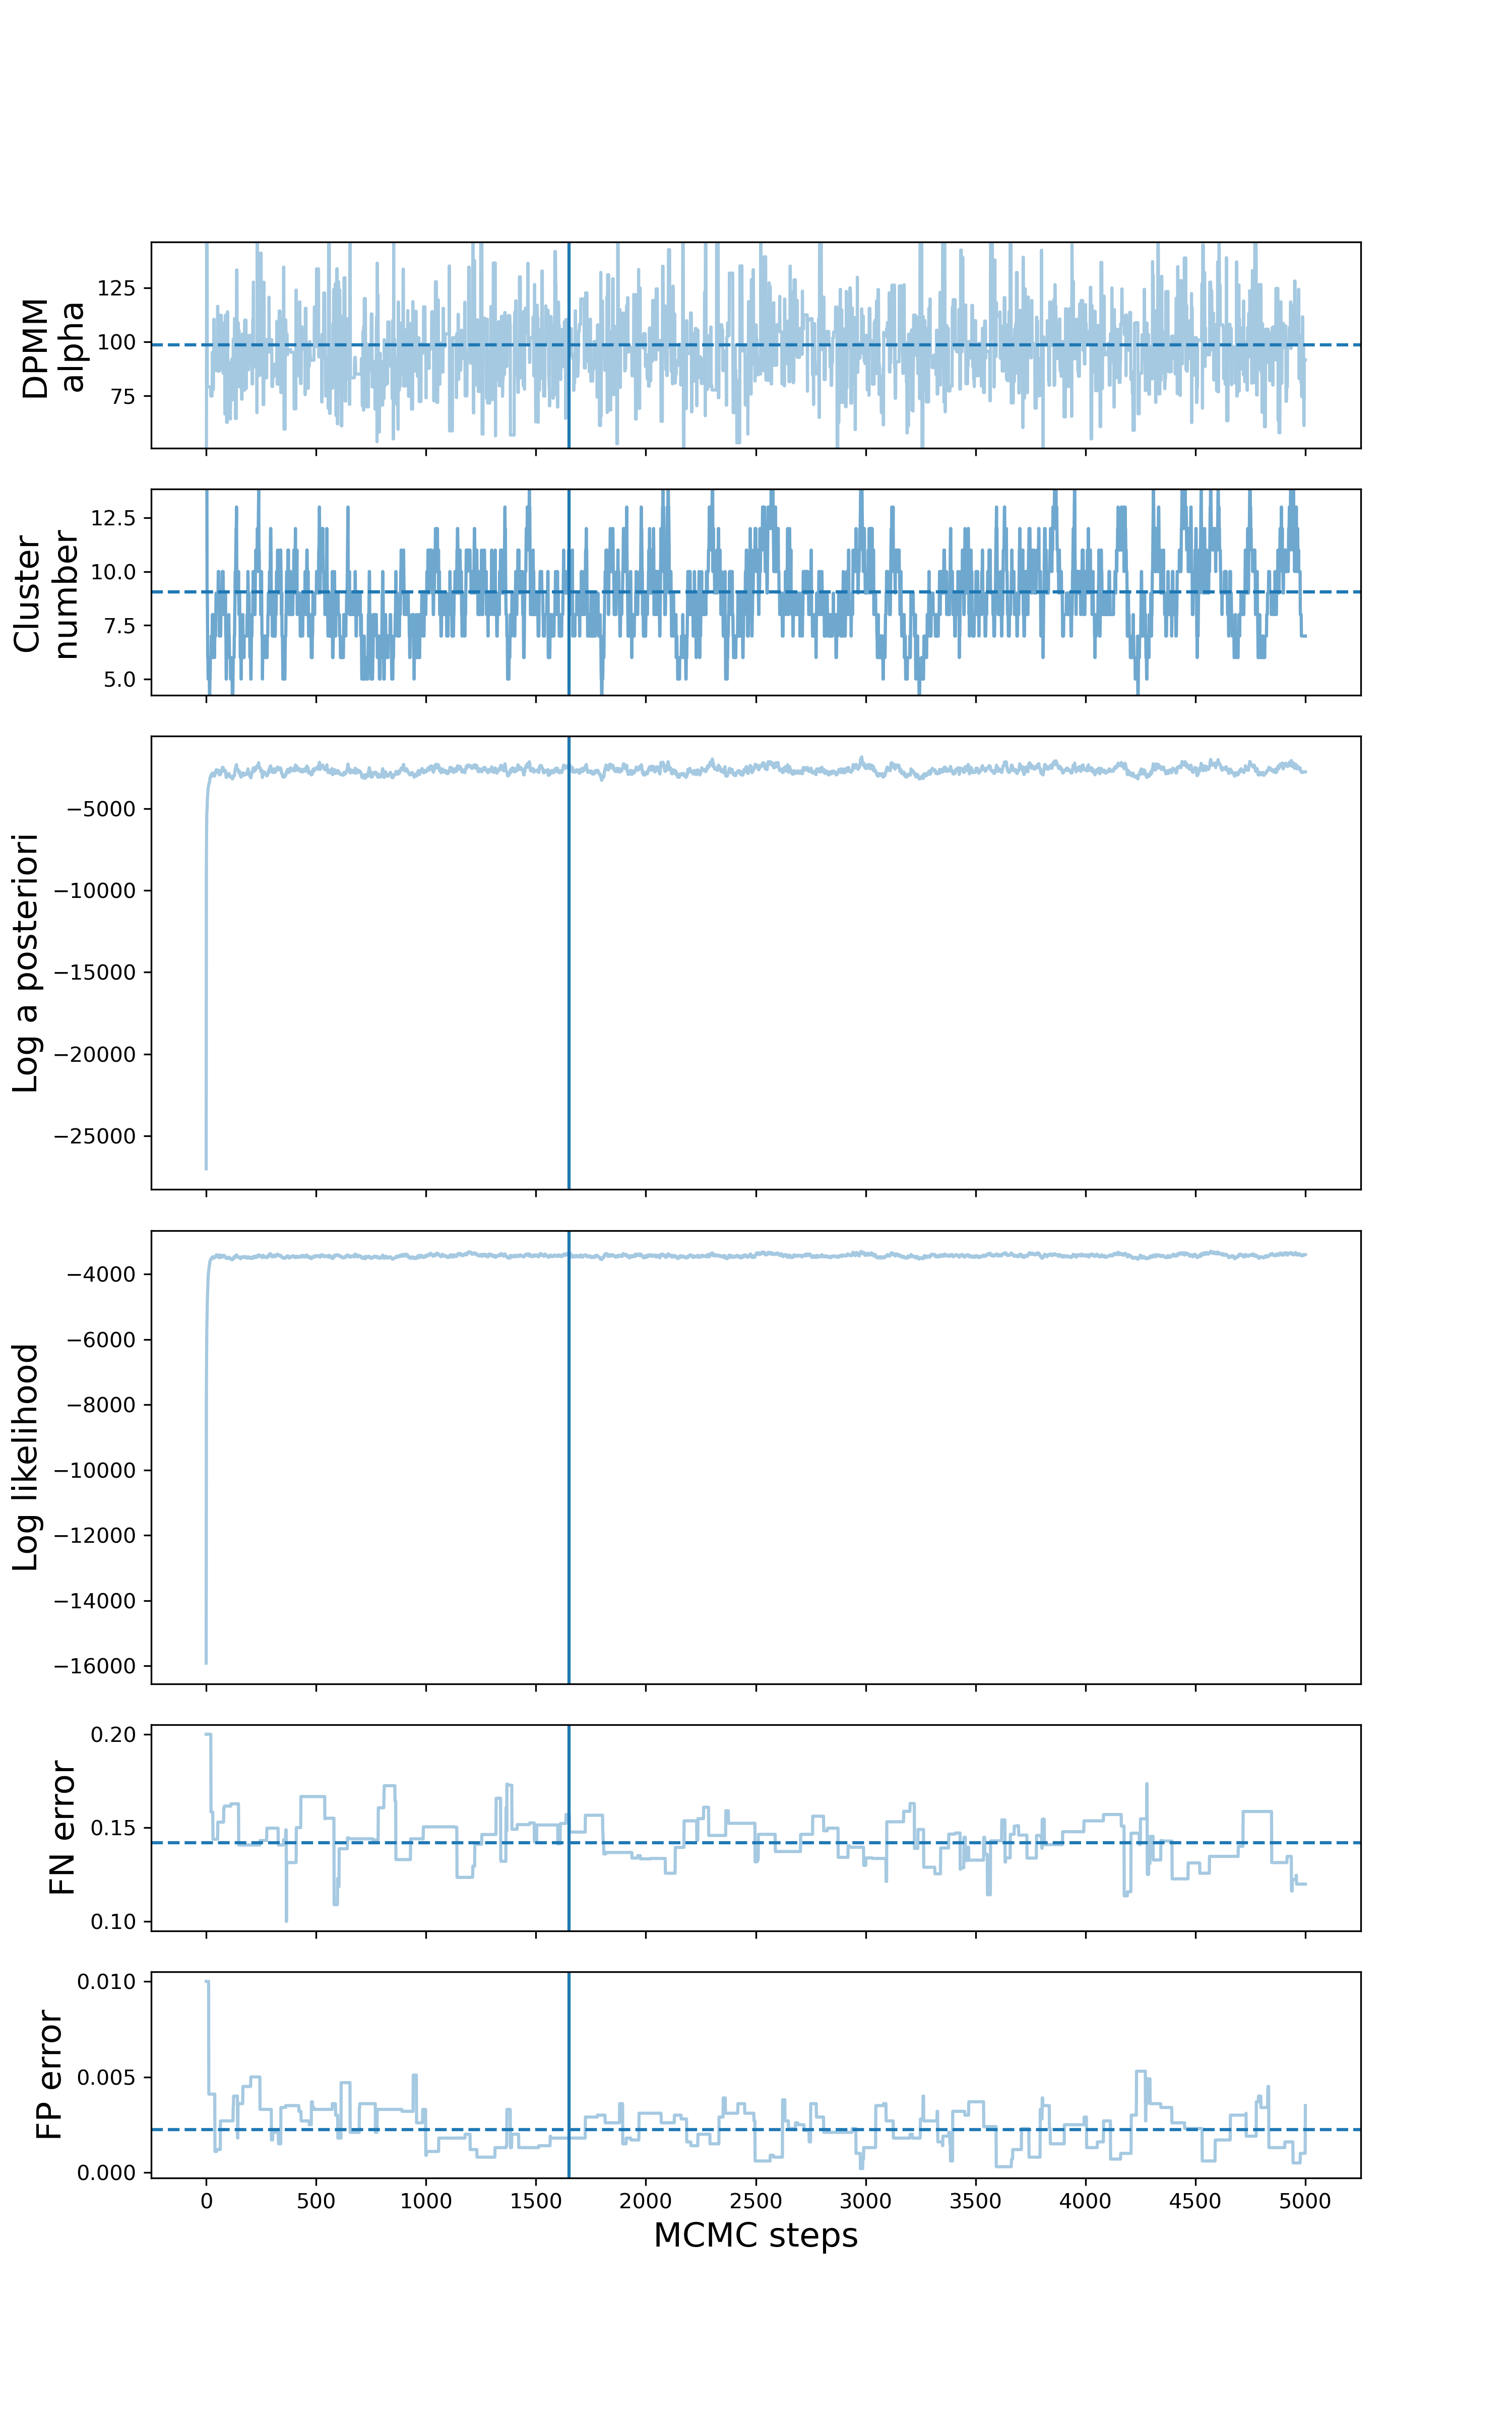 DPMM
alpha
125
100
75
Cluster
number
12.5
10.0
7.5
5.0
Log a posteriori
−5000
−10000
−15000
−20000
−25000
Log likelihood
−4000
−6000
−8000
−10000
−12000
−14000
−16000
FN error
0.20
0.15
0.10
FP error
0.010
0.005
0.000
0 500 1000 1500 2000 2500 3000 3500 4000 4500 5000
MCMC steps